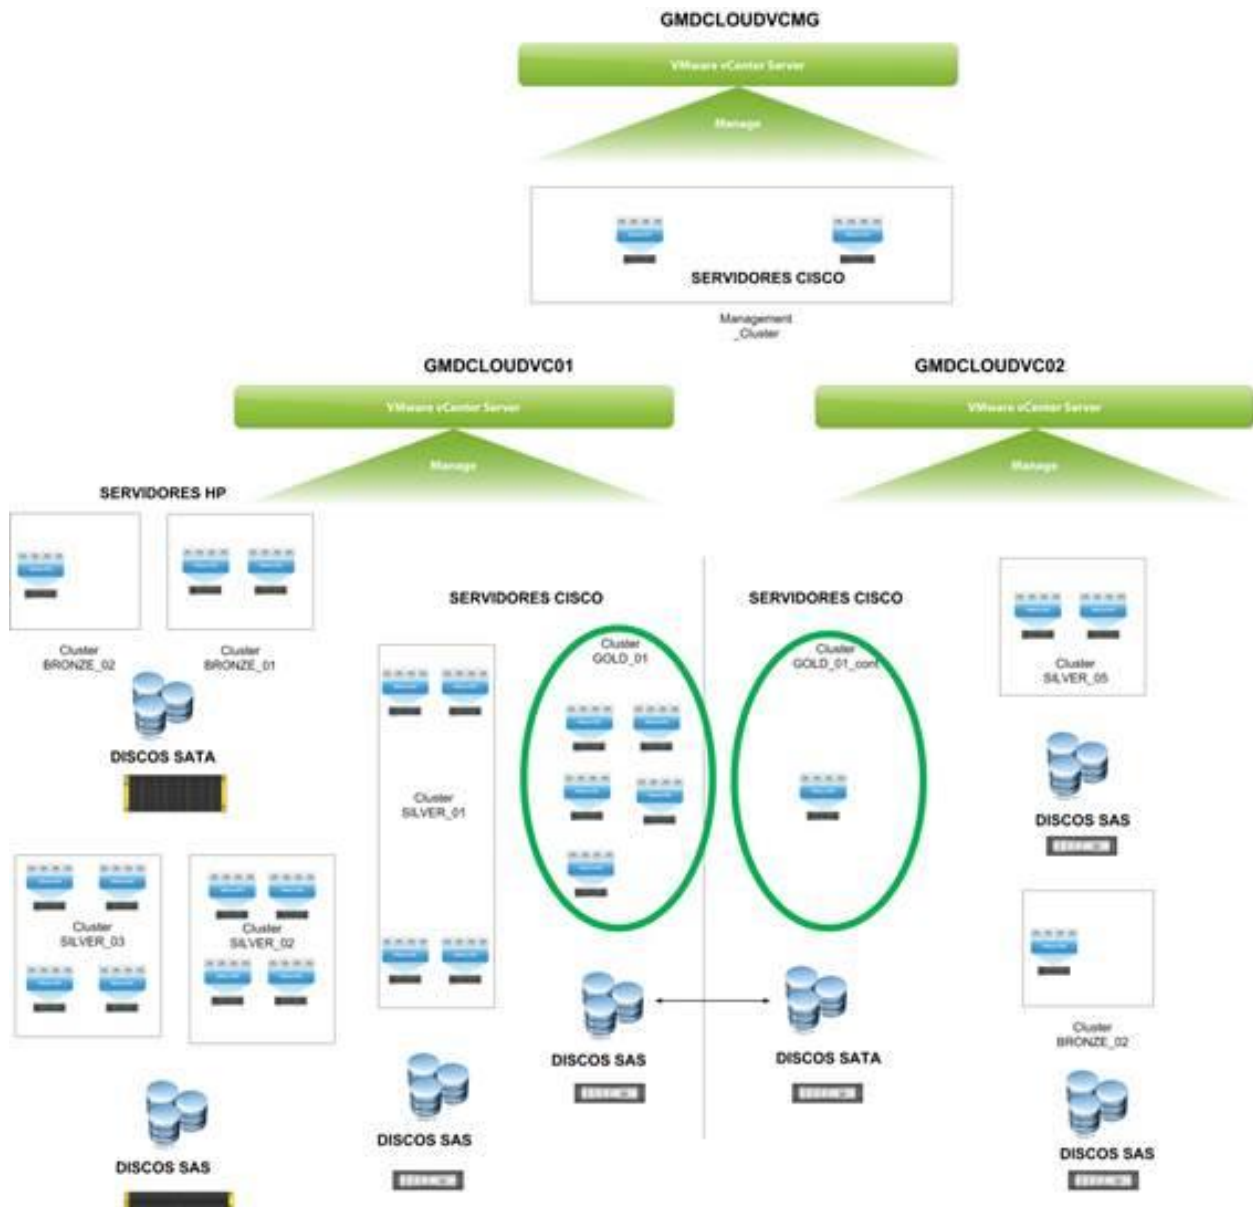 GMDCLOUDVCMG
VMware vCenter Server
Manage
SERVIDORES CISCO
Management
_Cluster
GMDCLOUDVC01
GMDCLOUDVC02
VMware vCenter Server
VMware vCenter Server
Manage
Manage
SERVIDORES HP
Cluster
BRONZE_02
Cluster
BRONZE_01
DISCOS SATA
SERVIDORES CISCO
SERVIDORES CISCO
Cluster
GOLD_01
Cluster
GOLD_01_cont
Cluster
SILVER_05
Cluster
SILVER_01
DISCOS SAS
Cluster
SILVER_03
Cluster
SILVER_02
Cluster
BRONZE_02
DISCOS SAS
DISCOS SATA
DISCOS SAS
DISCOS SAS
DISCOS SAS